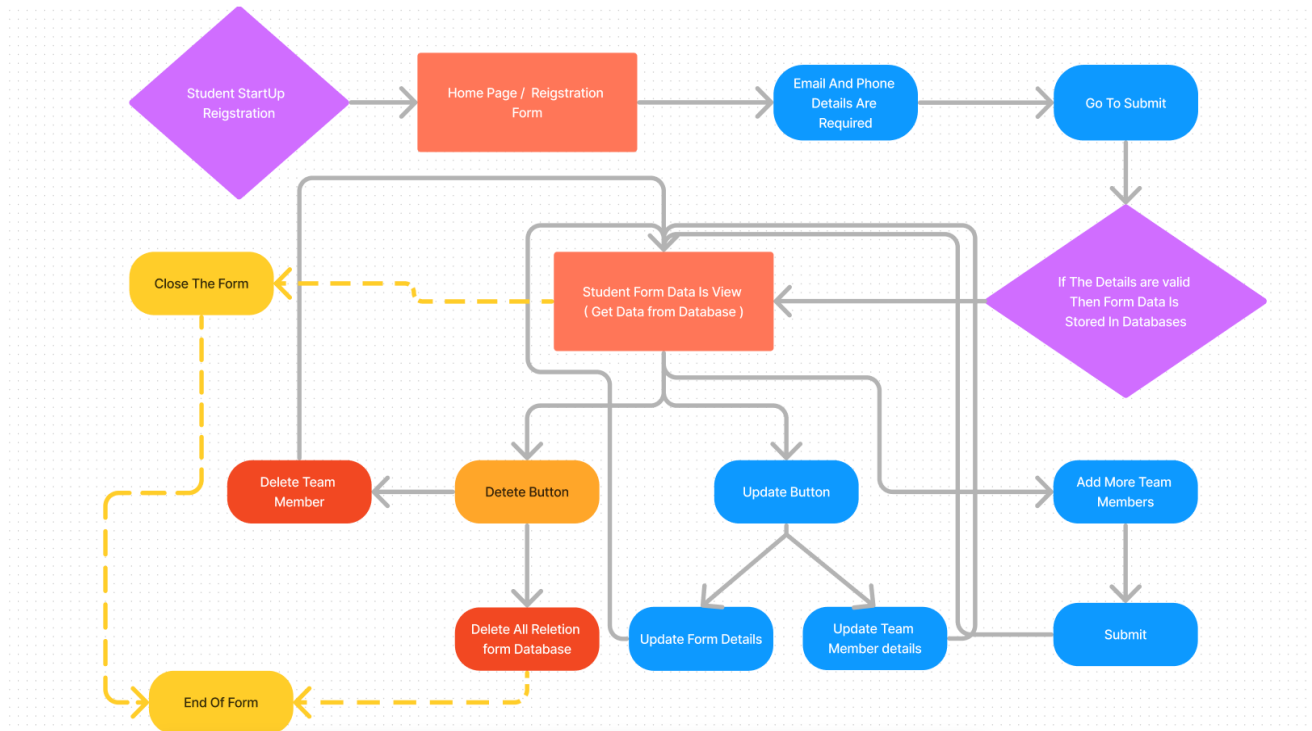 Student StartUp
Reigstration
Home Page /  Reigstration
Form
Email And Phone
Details Are
Required
Go To Submit
Close The Form
Student Form Data Is View
( Get Data from Database )
If The Details are valid
Then Form Data Is
Stored In Databases
Delete Team
Member
Detete Button
Update Button
Add More Team
Members
Delete All Reletion
form Database
Update Form Details
Update Team
Member details
Submit
End Of Form